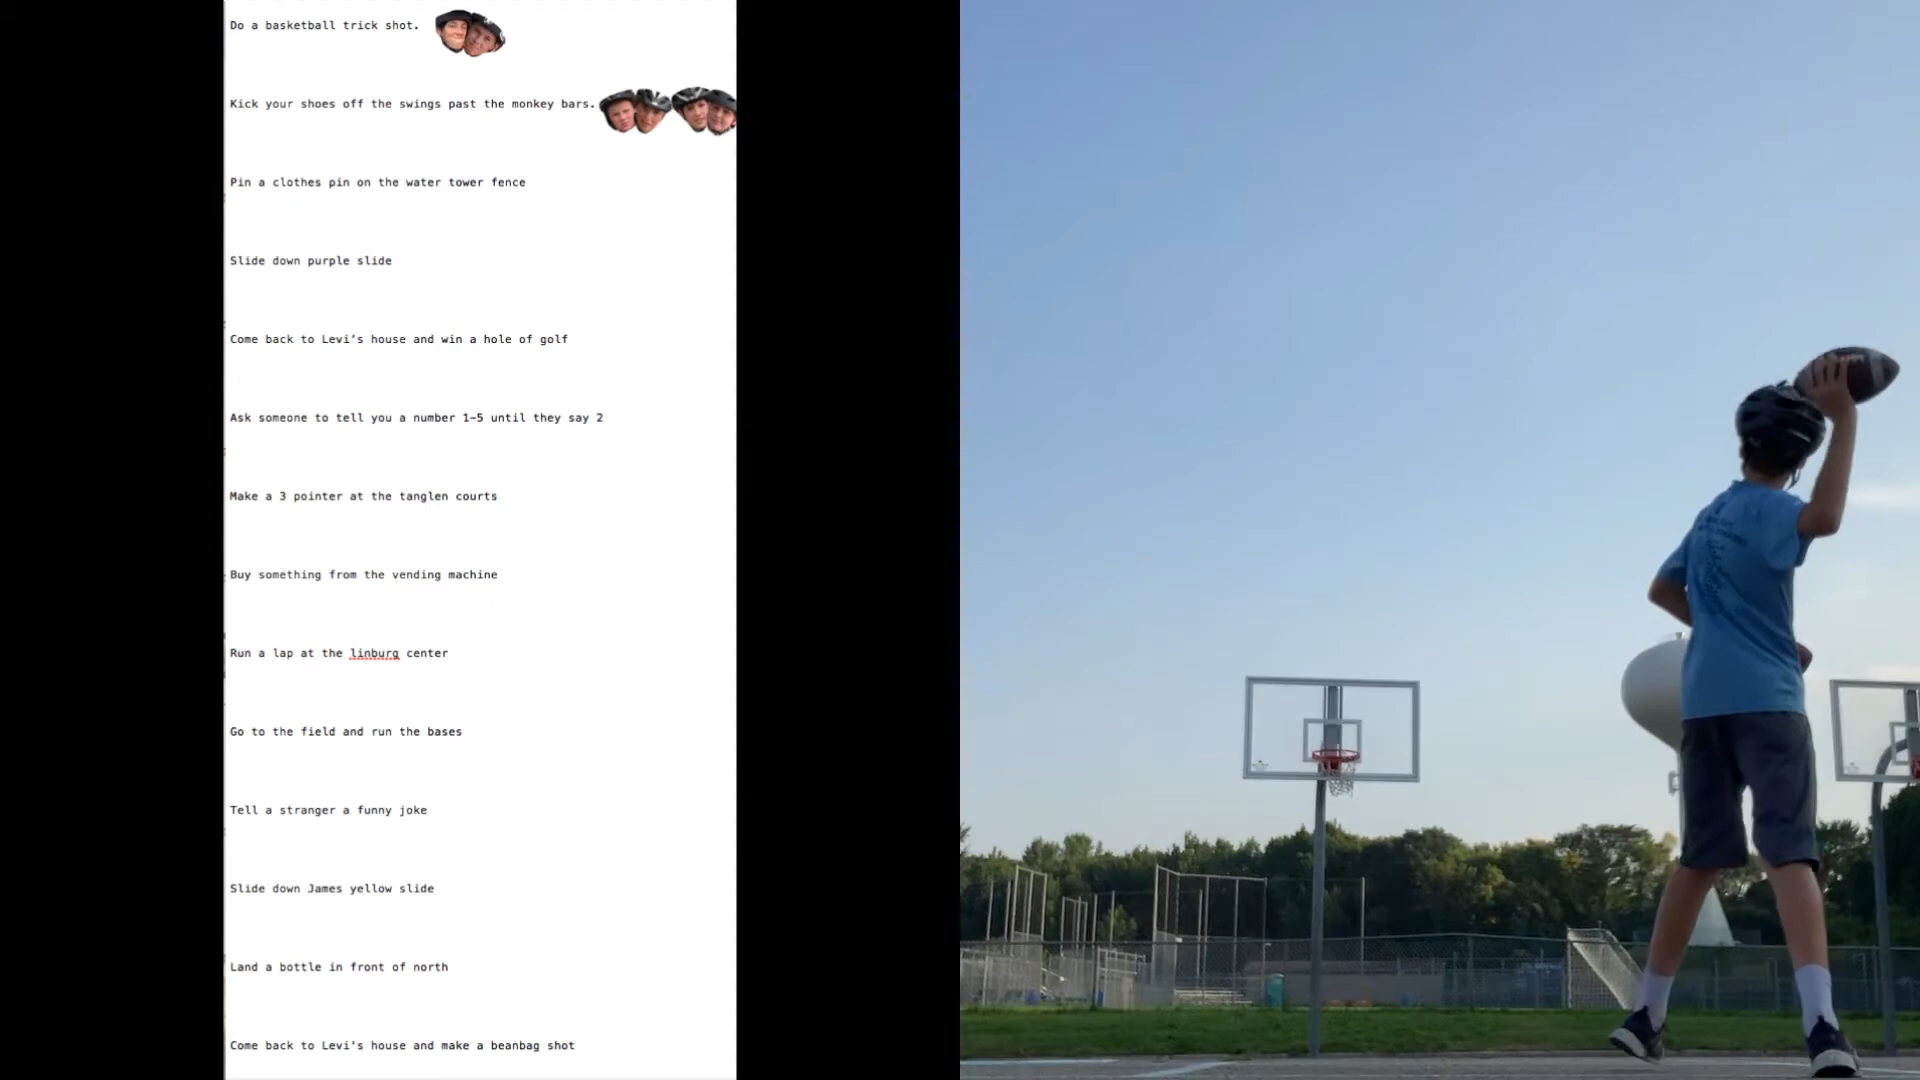 Do a basketball trick shot.
Kick your shoes off the swings past the monkey bars.
Pin a clothes pin on the water tower fence
Slide down purple slide
Come back to Levi’s house and win a hole of golf
Ask someone to tell you a number 1–5 until they say 2
Make a 3 pointer at the tanglen courts
Buy something from the vending machine
Run a lap at the linburg center
Go to the field and run the bases
Tell a stranger a funny joke
Slide down James yellow slide
Land a bottle in front of north
Come back to Levi's house and make a beanbag shot